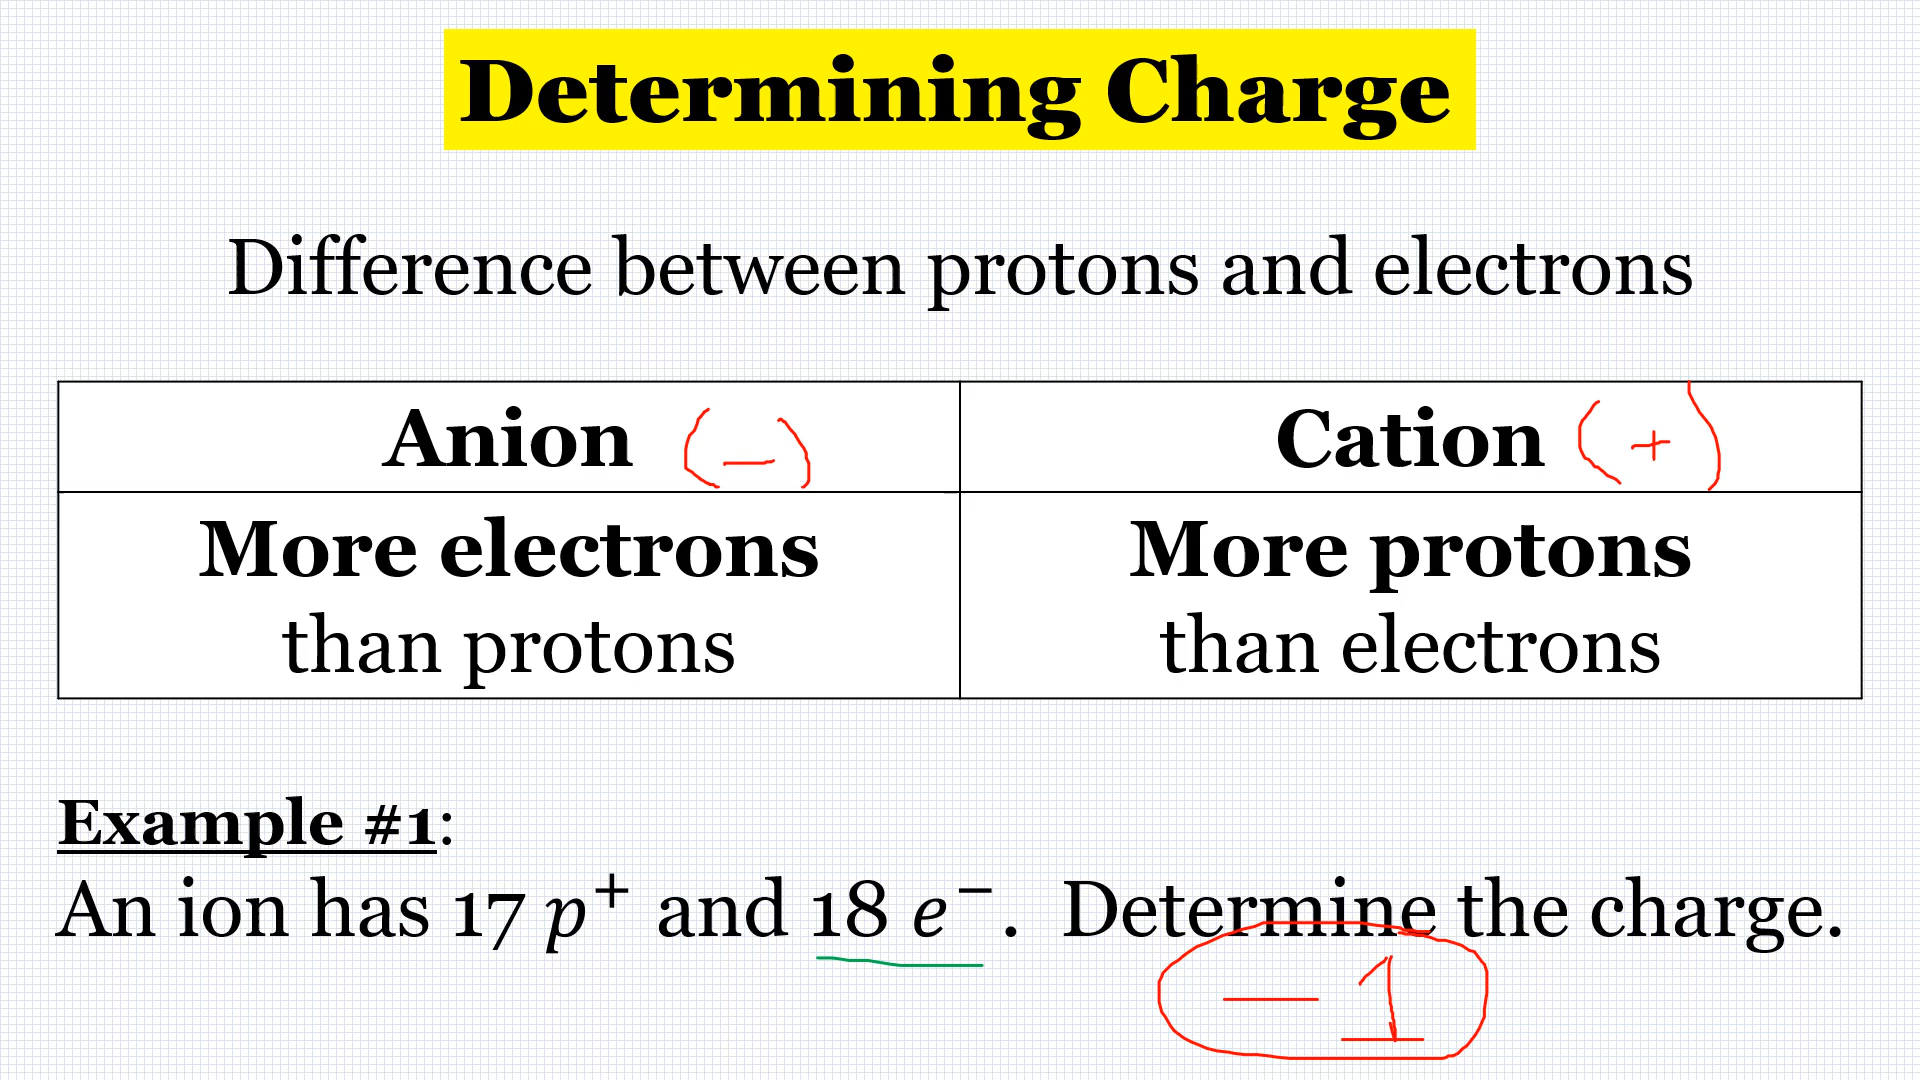 Determining Charge
Difference between protons and electrons
Anion (−)
Cation (+)
More electrons
than protons
More protons
than electrons
Example #1:
An ion has 17 p⁺ and 18 e⁻. Determine the charge.
−1